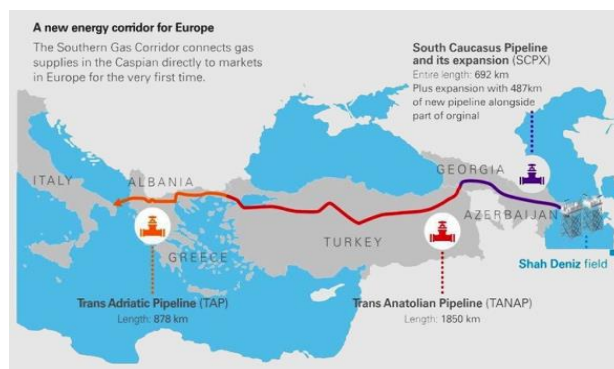 A new energy corridor for Europe
The Southern Gas Corridor connects gas
supplies in the Caspian directly to markets
in Europe for the very first time.
South Caucasus Pipeline
and its expansion (SCPX)
Entire length: 692 km
Plus expansion with 487km
of new pipeline alongside
part of orginal
ITALY
ALBANIA
GEORGIA
AZERBAIJAN
TURKEY
GREECE
Shah Deniz field
Trans Adriatic Pipeline (TAP)
Length: 878 km
Trans Anatolian Pipeline (TANAP)
Length: 1850 km